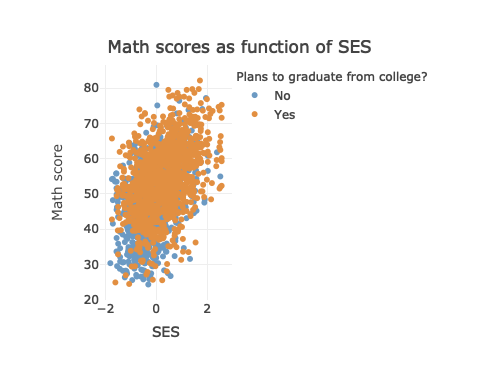 Math scores as function of SES
Plans to graduate from college?
No
Yes
Math score
80
70
60
50
40
30
20
−2
0
2
SES